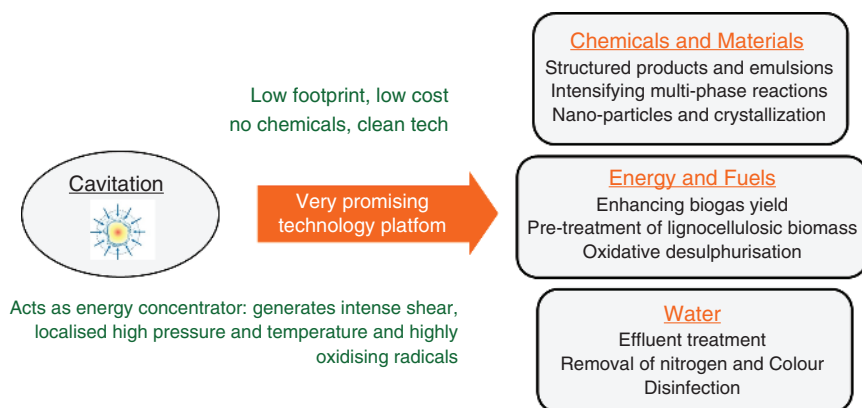 Low footprint, low cost
no chemicals, clean tech
Cavitation
Very promising
technology platfom
Acts as energy concentrator: generates intense shear,
localised high pressure and temperature and highly
oxidising radicals
Chemicals and Materials
Structured products and emulsions
Intensifying multi-phase reactions
Nano-particles and crystallization
Energy and Fuels
Enhancing biogas yield
Pre-treatment of lignocellulosic biomass
Oxidative desulphurisation
Water
Effluent treatment
Removal of nitrogen and Colour
Disinfection